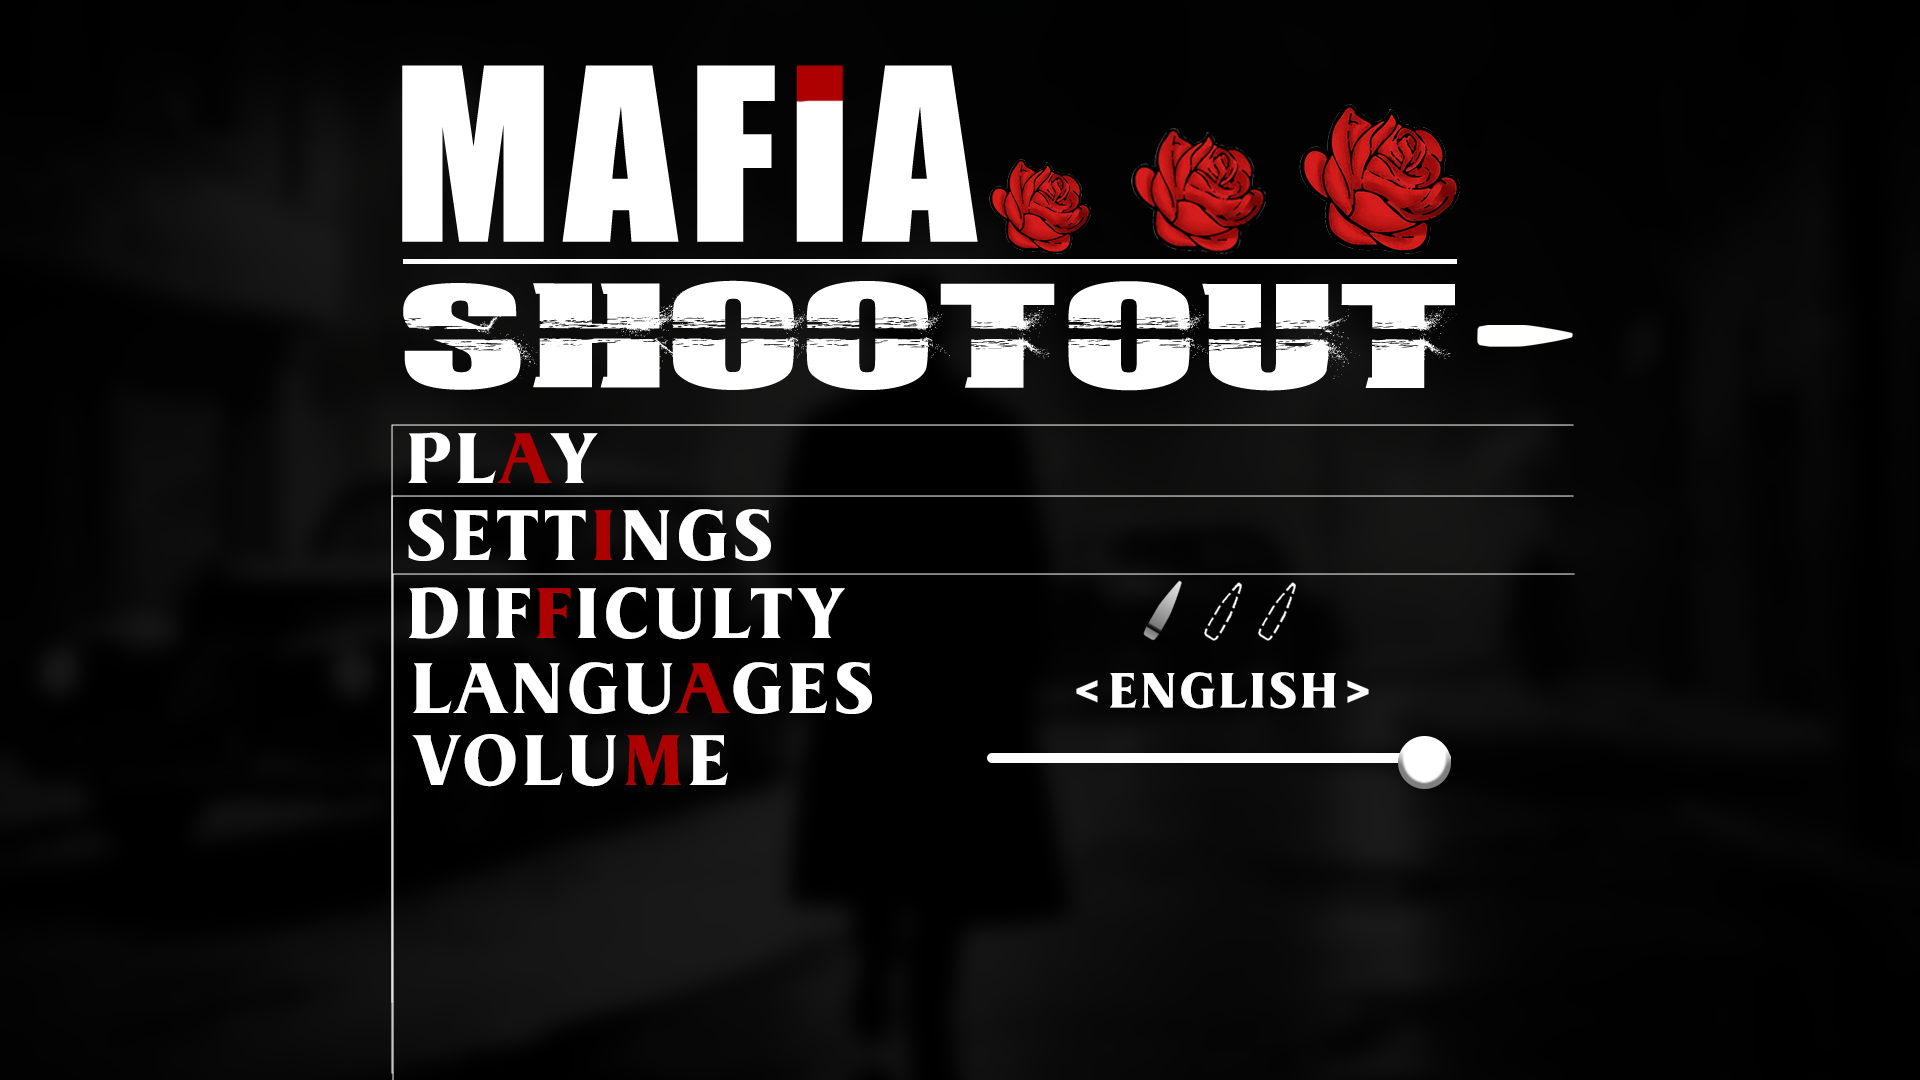 MAFiA
SHOOTOUT
PLAY
SETTINGS
DIFFICULTY
LANGUAGES <ENGLISH>
VOLUME